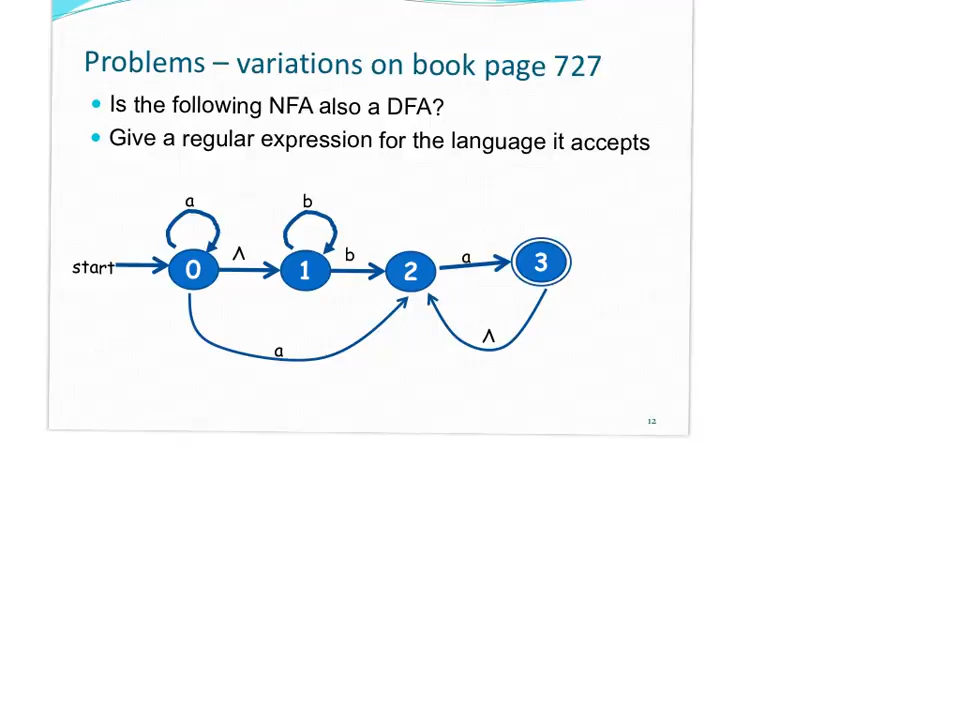 Problems – variations on book page 727
• Is the following NFA also a DFA?
• Give a regular expression for the language it accepts
a
b
start
0
Λ
1
b
2
a
3
a
Λ
12